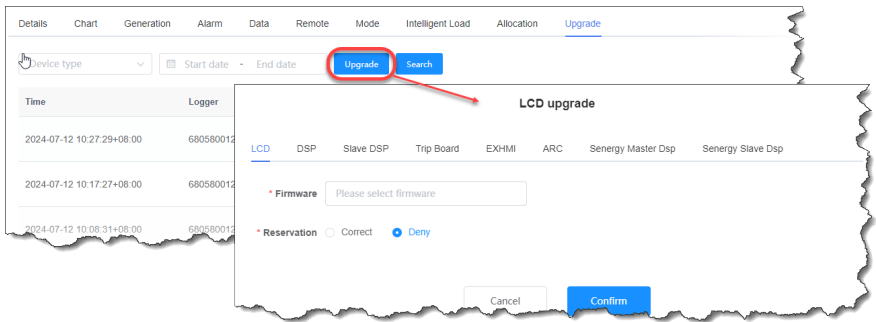 Details Chart Generation Alarm Data Remote Mode Intelligent Load Allocation Upgrade
Device type Start date - End date Upgrade Search
Time Logger
2024-07-12 10:27:29+08:00 680580012
2024-07-12 10:17:27+08:00 680580012
2024-07-12 10:08:31+08:00 680580012
LCD upgrade
LCD DSP Slave DSP Trip Board EXHMI ARC Senergy Master Dsp Senergy Slave Dsp
* Firmware Please select firmware
* Reservation Correct Deny
Cancel Confirm